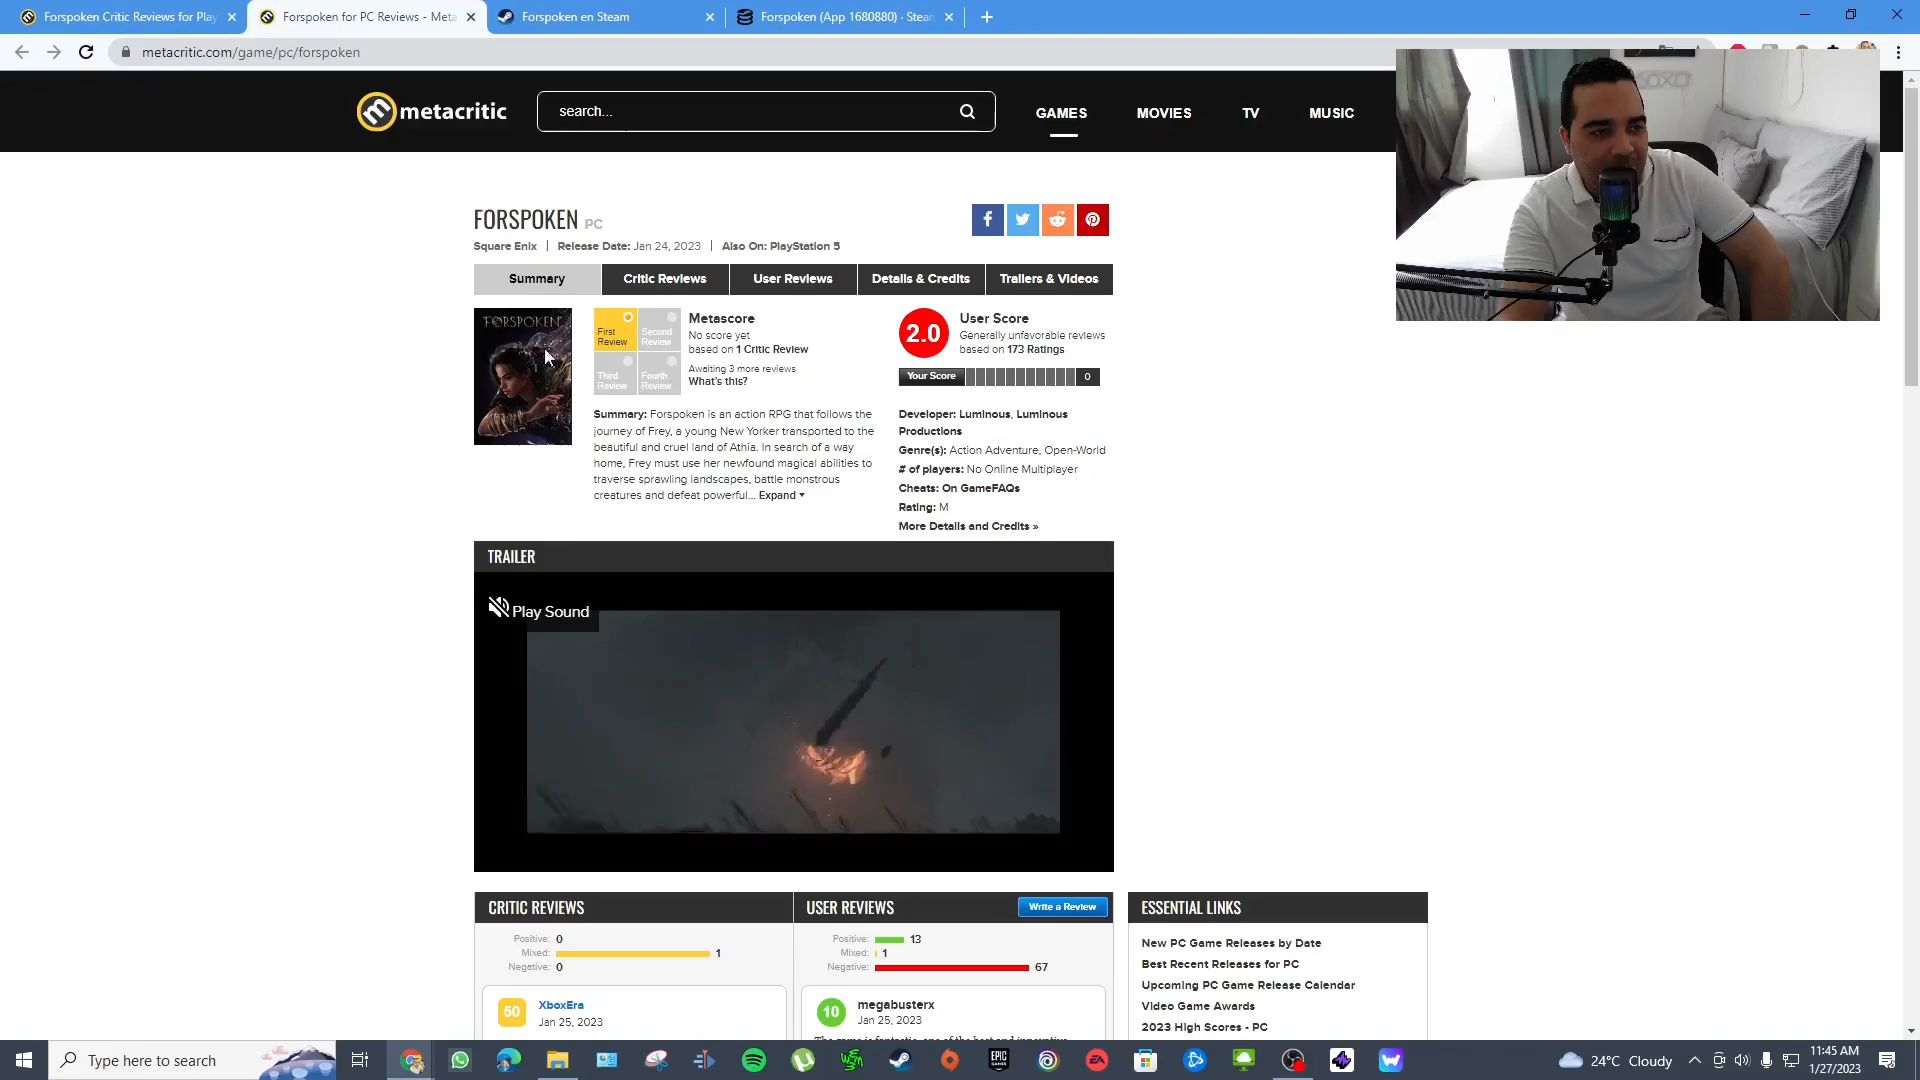 Forspoken Critic Reviews for Play
Forspoken for PC Reviews - Meta
Forspoken en Steam
Forspoken (App 1680880) · Steam
metacritic.com/game/pc/forspoken
metacritic
search...
GAMES
MOVIES
TV
MUSIC
FORSPOKEN PC
Square Enix | Release Date: Jan 24, 2023 | Also On: PlayStation 5
Summary
Critic Reviews
User Reviews
Details & Credits
Trailers & Videos
FORSPOKEN
First Review
Second Review
Third Review
Fourth Review
Metascore
No score yet
based on 1 Critic Review
Awaiting 3 more reviews
What's this?
2.0
User Score
Generally unfavorable reviews
based on 173 Ratings
Your Score
0
Summary: Forspoken is an action RPG that follows the
journey of Frey, a young New Yorker transported to the
beautiful and cruel land of Athia. In search of a way
home, Frey must use her newfound magical abilities to
traverse sprawling landscapes, battle monstrous
creatures and defeat powerful... Expand
Developer: Luminous, Luminous
Productions
Genre(s): Action Adventure, Open-World
# of players: No Online Multiplayer
Cheats: On GameFAQs
Rating: M
More Details and Credits »
TRAILER
Play Sound
CRITIC REVIEWS
Positive: 0
Mixed: 1
Negative: 0
50
XboxEra
Jan 25, 2023
USER REVIEWS
Write a Review
Positive: 13
Mixed: 1
Negative: 67
10
megabusterx
Jan 25, 2023
ESSENTIAL LINKS
New PC Game Releases by Date
Best Recent Releases for PC
Upcoming PC Game Release Calendar
Video Game Awards
2023 High Scores - PC
Type here to search
EPIC
GAMES
EA
24°C Cloudy
11:45 AM
1/27/2023